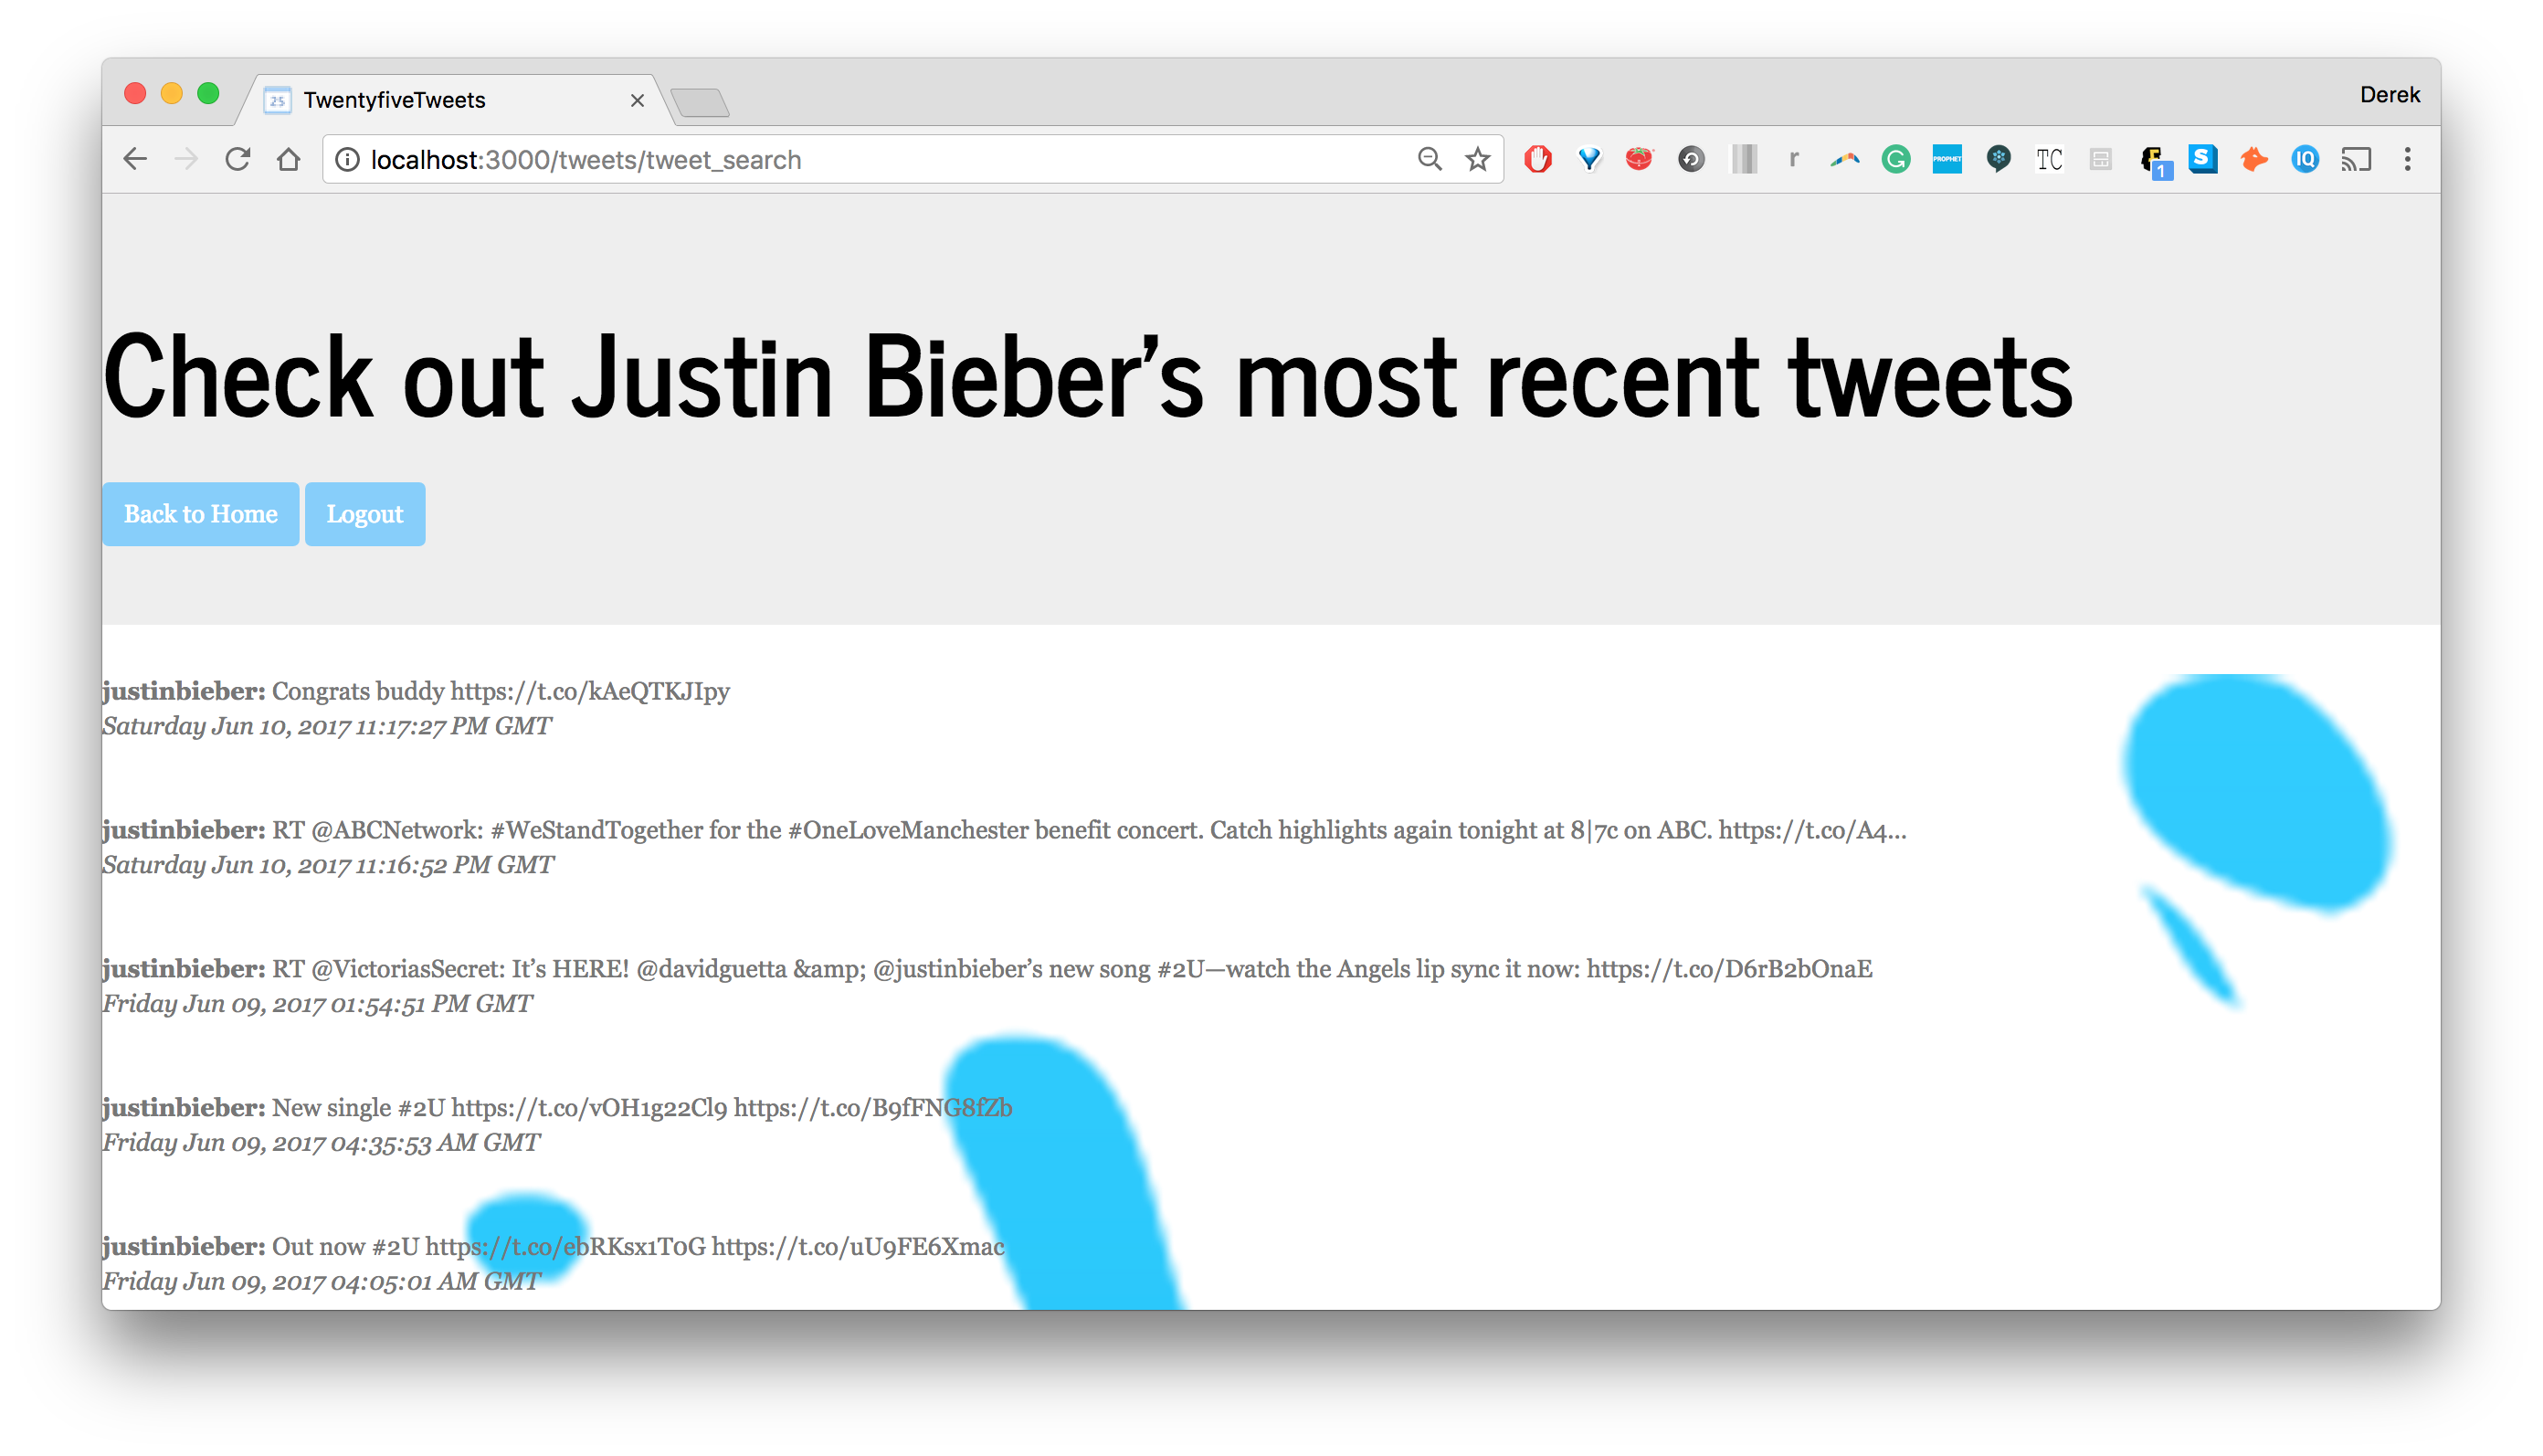 25 TwentyfiveTweets
Derek
localhost:3000/tweets/tweet_search
r G PROPHET TC F 1 S IQ
Check out Justin Bieber’s most recent tweets
Back to Home Logout
justinbieber: Congrats buddy https://t.co/kAeQTKJIpy
Saturday Jun 10, 2017 11:17:27 PM GMT
justinbieber: RT @ABCNetwork: #WeStandTogether for the #OneLoveManchester benefit concert. Catch highlights again tonight at 8|7c on ABC. https://t.co/A4…
Saturday Jun 10, 2017 11:16:52 PM GMT
justinbieber: RT @VictoriasSecret: It’s HERE! @davidguetta &amp; @justinbieber’s new song #2U—watch the Angels lip sync it now: https://t.co/D6rB2bOnaE
Friday Jun 09, 2017 01:54:51 PM GMT
justinbieber: New single #2U https://t.co/vOH1g22Cl9 https://t.co/B9fFNG8fZb
Friday Jun 09, 2017 04:35:53 AM GMT
justinbieber: Out now #2U https://t.co/ebRKsx1ToG https://t.co/uU9FE6Xmac
Friday Jun 09, 2017 04:05:01 AM GMT